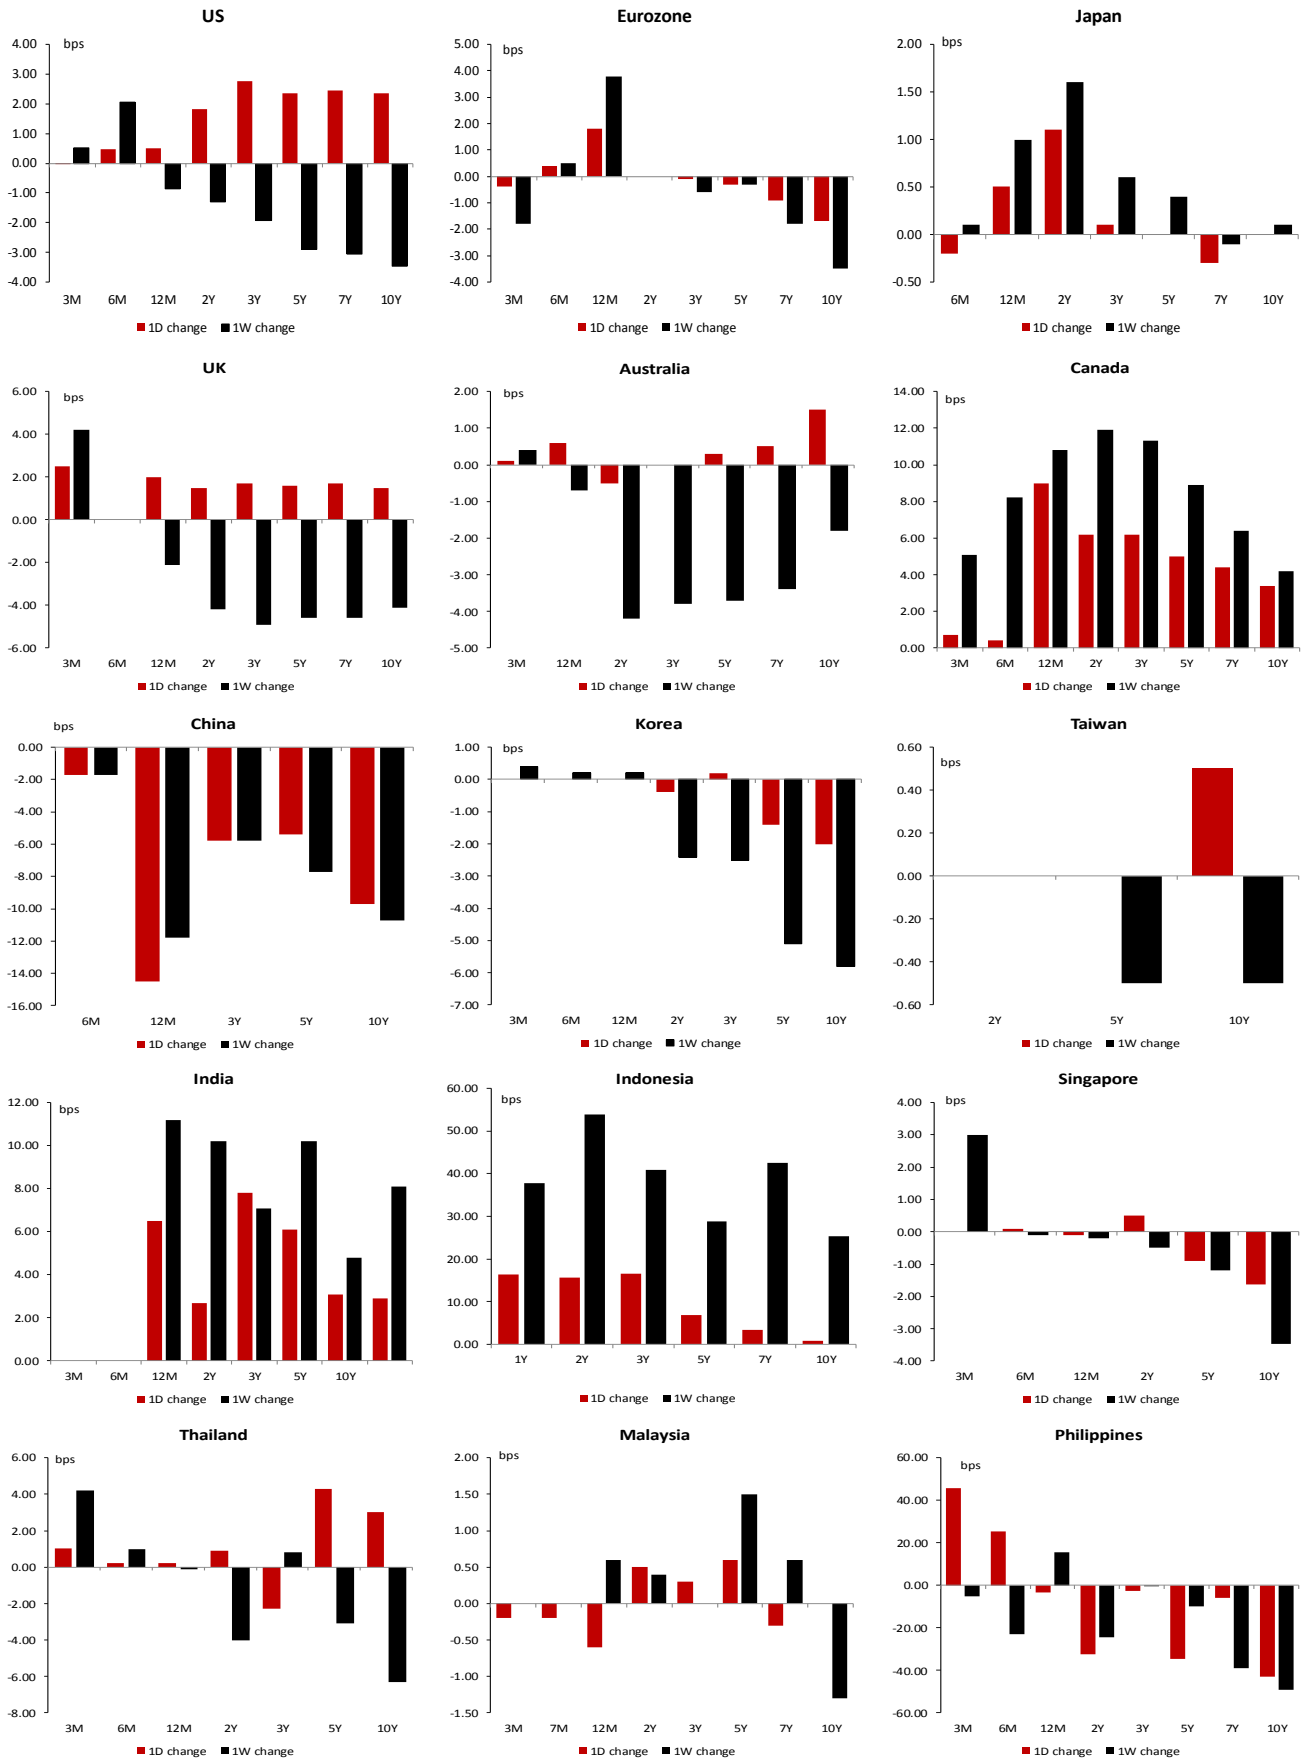 US
bps
4.00
3.00
2.00
1.00
0.00
-1.00
-2.00
-3.00
-4.00
3M 6M 12M 2Y 3Y 5Y 7Y 10Y
1D change 1W change
Eurozone
bps
5.00
4.00
3.00
2.00
1.00
0.00
-1.00
-2.00
-3.00
-4.00
3M 6M 12M 2Y 3Y 5Y 7Y 10Y
1D change 1W change
Japan
bps
2.00
1.50
1.00
0.50
0.00
-0.50
6M 12M 2Y 3Y 5Y 7Y 10Y
1D change 1W change
UK
bps
6.00
4.00
2.00
0.00
-2.00
-4.00
-6.00
3M 6M 12M 2Y 3Y 5Y 7Y 10Y
1D change 1W change
Australia
bps
2.00
1.00
0.00
-1.00
-2.00
-3.00
-4.00
-5.00
3M 12M 2Y 3Y 5Y 7Y 10Y
1D change 1W change
Canada
bps
14.00
12.00
10.00
8.00
6.00
4.00
2.00
0.00
3M 6M 12M 2Y 3Y 5Y 7Y 10Y
1D change 1W change
China
bps
0.00
-2.00
-4.00
-6.00
-8.00
-10.00
-12.00
-14.00
-16.00
6M 12M 3Y 5Y 10Y
1D change 1W change
Korea
bps
1.00
0.00
-1.00
-2.00
-3.00
-4.00
-5.00
-6.00
-7.00
3M 6M 12M 2Y 3Y 5Y 10Y
1D change 1W change
Taiwan
bps
0.60
0.40
0.20
0.00
-0.20
-0.40
-0.60
2Y 5Y 10Y
1D change 1W change
India
bps
12.00
10.00
8.00
6.00
4.00
2.00
0.00
3M 6M 12M 2Y 3Y 5Y 10Y
1D change 1W change
Indonesia
bps
60.00
50.00
40.00
30.00
20.00
10.00
0.00
1Y 2Y 3Y 5Y 7Y 10Y
1D change 1W change
Singapore
bps
4.00
3.00
2.00
1.00
0.00
-1.00
-2.00
-3.00
-4.00
3M 6M 12M 2Y 5Y 10Y
1D change 1W change
Thailand
bps
6.00
4.00
2.00
0.00
-2.00
-4.00
-6.00
-8.00
3M 6M 12M 2Y 3Y 5Y 10Y
1D change 1W change
Malaysia
bps
2.00
1.50
1.00
0.50
0.00
-0.50
-1.00
-1.50
3M 7M 12M 2Y 3Y 5Y 7Y 10Y
1D change 1W change
Philippines
bps
60.00
40.00
20.00
0.00
-20.00
-40.00
-60.00
3M 6M 12M 2Y 3Y 5Y 7Y 10Y
1D change 1W change